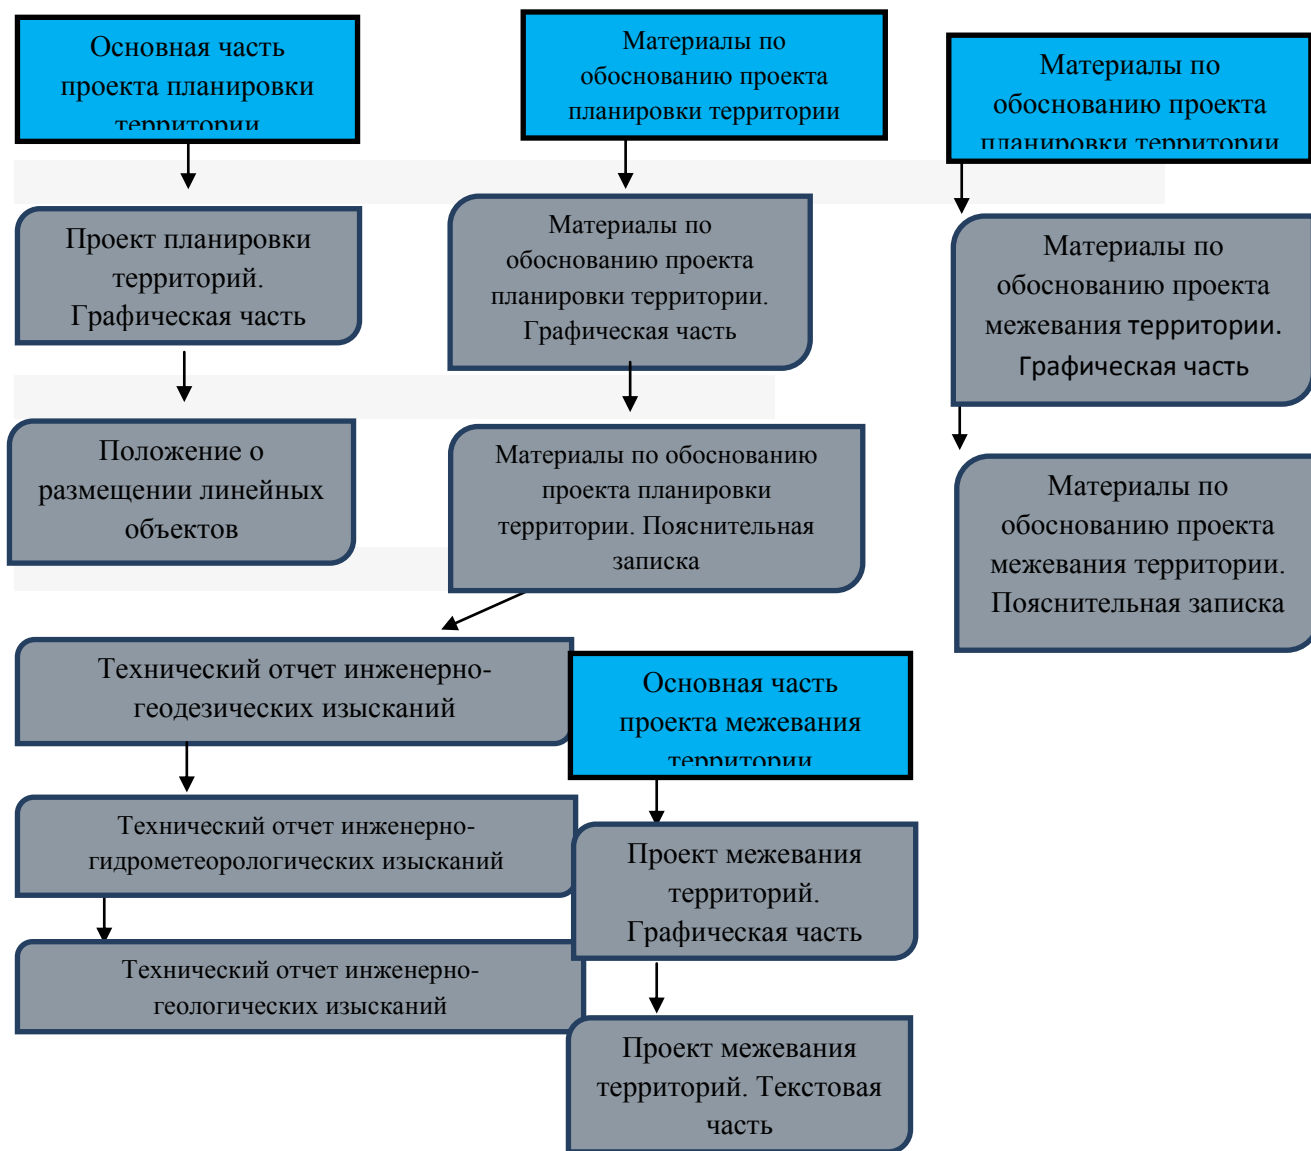 Основная часть
проекта планировки
территории
Материалы по
обоснованию проекта
планировки территории
Материалы по
обоснованию проекта
планировки территории
Проект планировки
территорий.
Графическая часть
Материалы по
обоснованию проекта
планировки территории.
Графическая часть
Материалы по
обоснованию проекта
межевания территории.
Графическая часть
Положение о
размещении линейных
объектов
Материалы по обоснованию
проекта планировки
территории. Пояснительная
записка
Материалы по
обоснованию проекта
межевания территории.
Пояснительная записка
Технический отчет инженерно-
геодезических изысканий
Основная часть
проекта межевания
территории
Технический отчет инженерно-
гидрометеорологических изысканий
Проект межевания
территорий.
Графическая часть
Технический отчет инженерно-
геологических изысканий
Проект межевания
территорий. Текстовая
часть